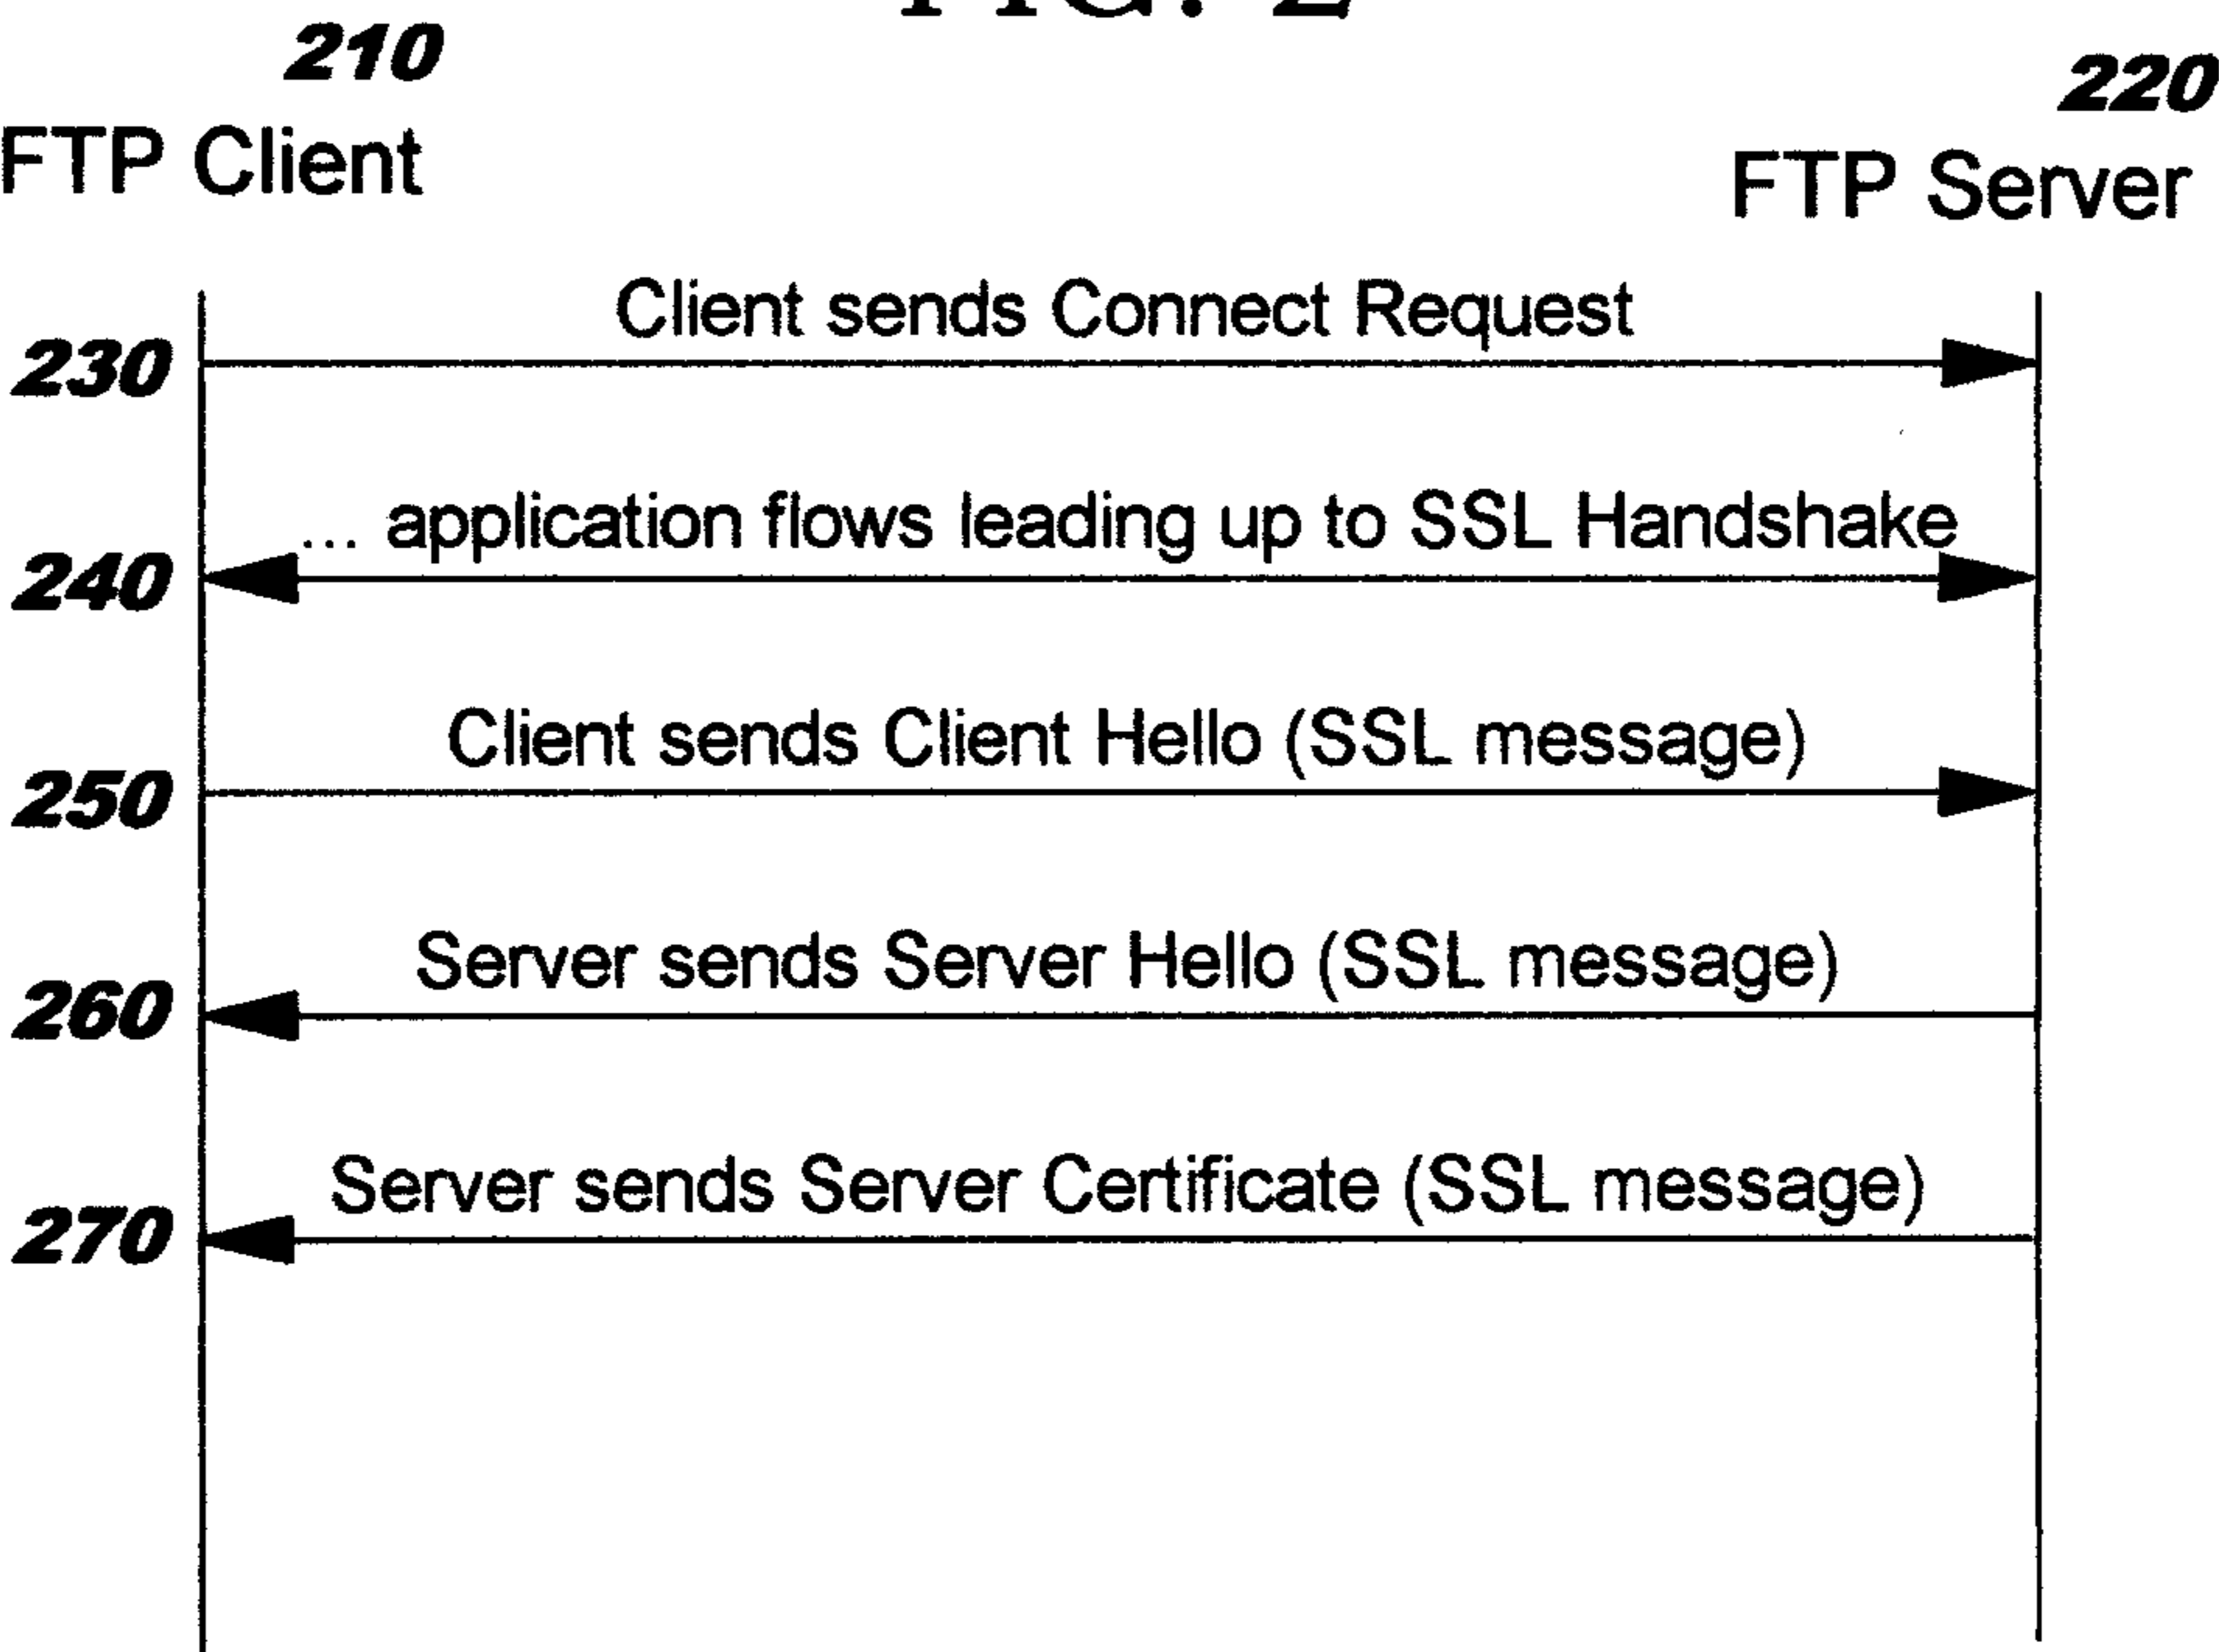 FIG. 2
210
220
FTP Client
FTP Server
Client sends Connect Request
230
... application flows leading up to SSL Handshake
240
Client sends Client Hello (SSL message)
250
Server sends Server Hello (SSL message)
260
Server sends Server Certificate (SSL message)
270